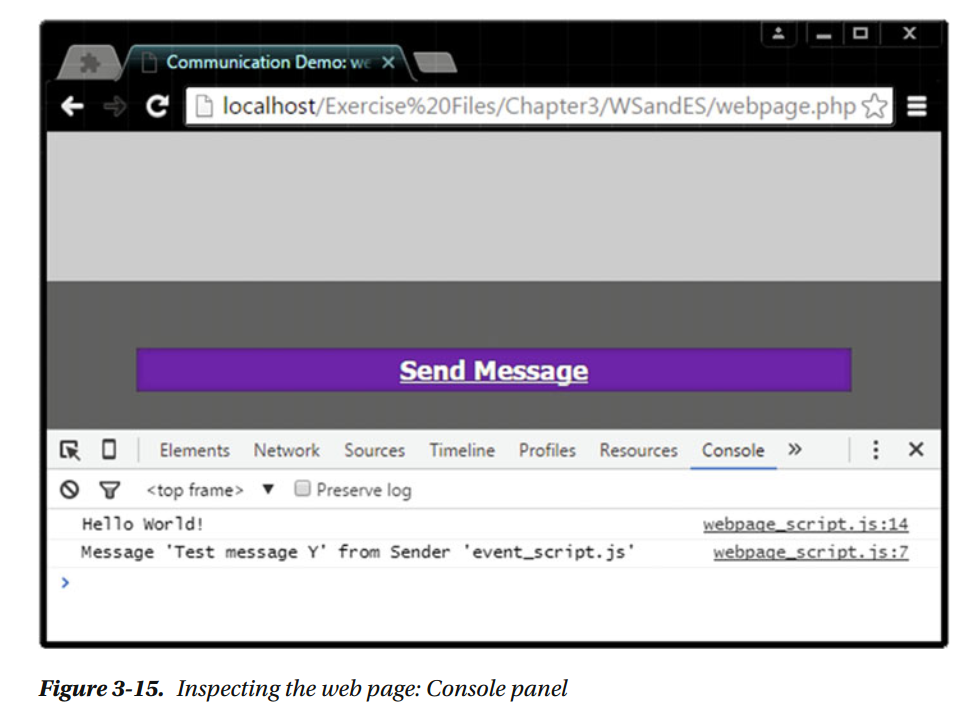 Communication Demo: we
localhost/Exercise%20Files/Chapter3/WSandES/webpage.php
Send Message
Elements Network Sources Timeline Profiles Resources Console »
<top frame> ▼ Preserve log
Hello World! webpage_script.js:14
Message 'Test message Y' from Sender 'event_script.js' webpage_script.js:7
Figure 3-15. Inspecting the web page: Console panel